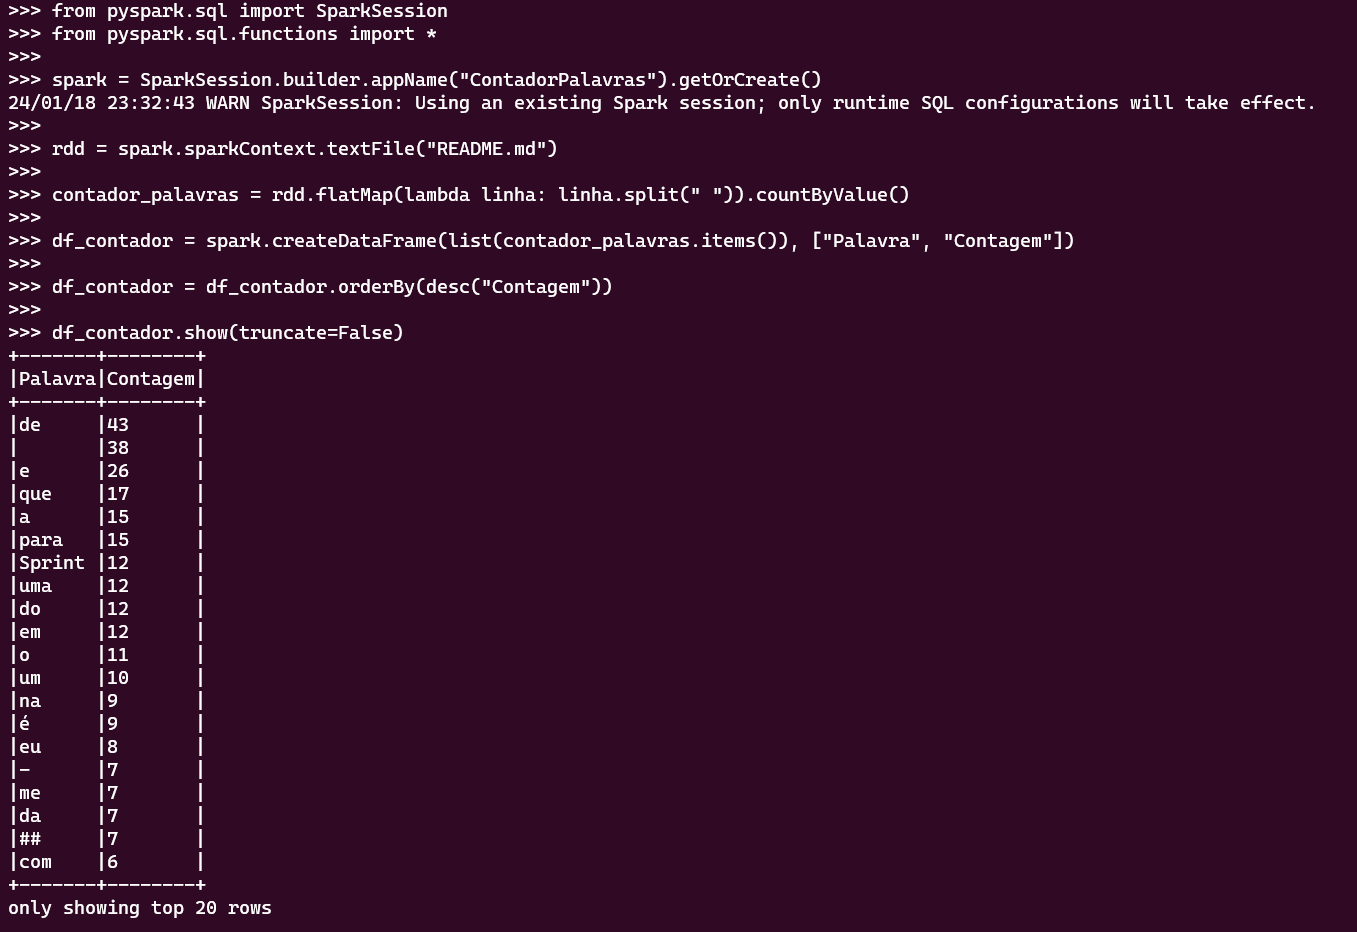 >>> from pyspark.sql import SparkSession
>>> from pyspark.sql.functions import *
>>>
>>> spark = SparkSession.builder.appName("ContadorPalavras").getOrCreate()
24/01/18 23:32:43 WARN SparkSession: Using an existing Spark session; only runtime SQL configurations will take effect.
>>>
>>> rdd = spark.sparkContext.textFile("README.md")
>>>
>>> contador_palavras = rdd.flatMap(lambda linha: linha.split(" ")).countByValue()
>>>
>>> df_contador = spark.createDataFrame(list(contador_palavras.items()), ["Palavra", "Contagem"])
>>>
>>> df_contador = df_contador.orderBy(desc("Contagem"))
>>>
>>> df_contador.show(truncate=False)
+-------+--------+
|Palavra|Contagem|
+-------+--------+
|de     |43      |
|       |38      |
|e      |26      |
|que    |17      |
|a      |15      |
|para   |15      |
|Sprint |12      |
|uma    |12      |
|do     |12      |
|em     |12      |
|o      |11      |
|um     |10      |
|na     |9       |
|é      |9       |
|eu     |8       |
|-      |7       |
|me     |7       |
|da     |7       |
|##     |7       |
|com    |6       |
+-------+--------+
only showing top 20 rows